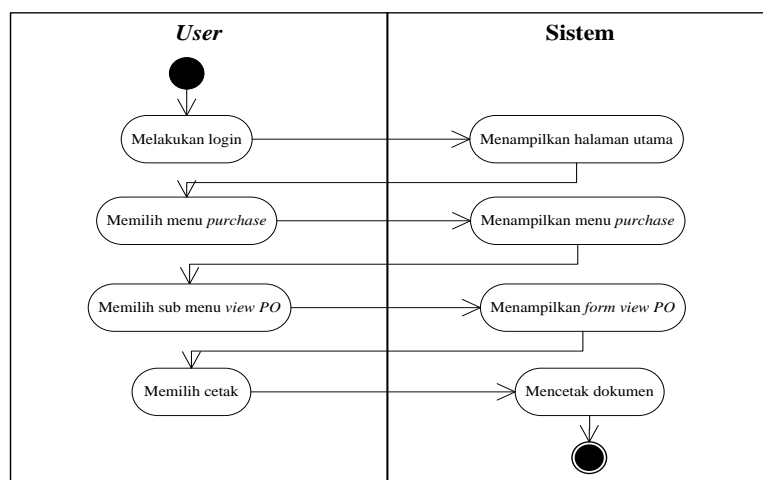 User
Sistem
Melakukan login
Menampilkan halaman utama
Memilih menu purchase
Menampilkan menu purchase
Memilih sub menu view PO
Menampilkan form view PO
Memilih cetak
Mencetak dokumen